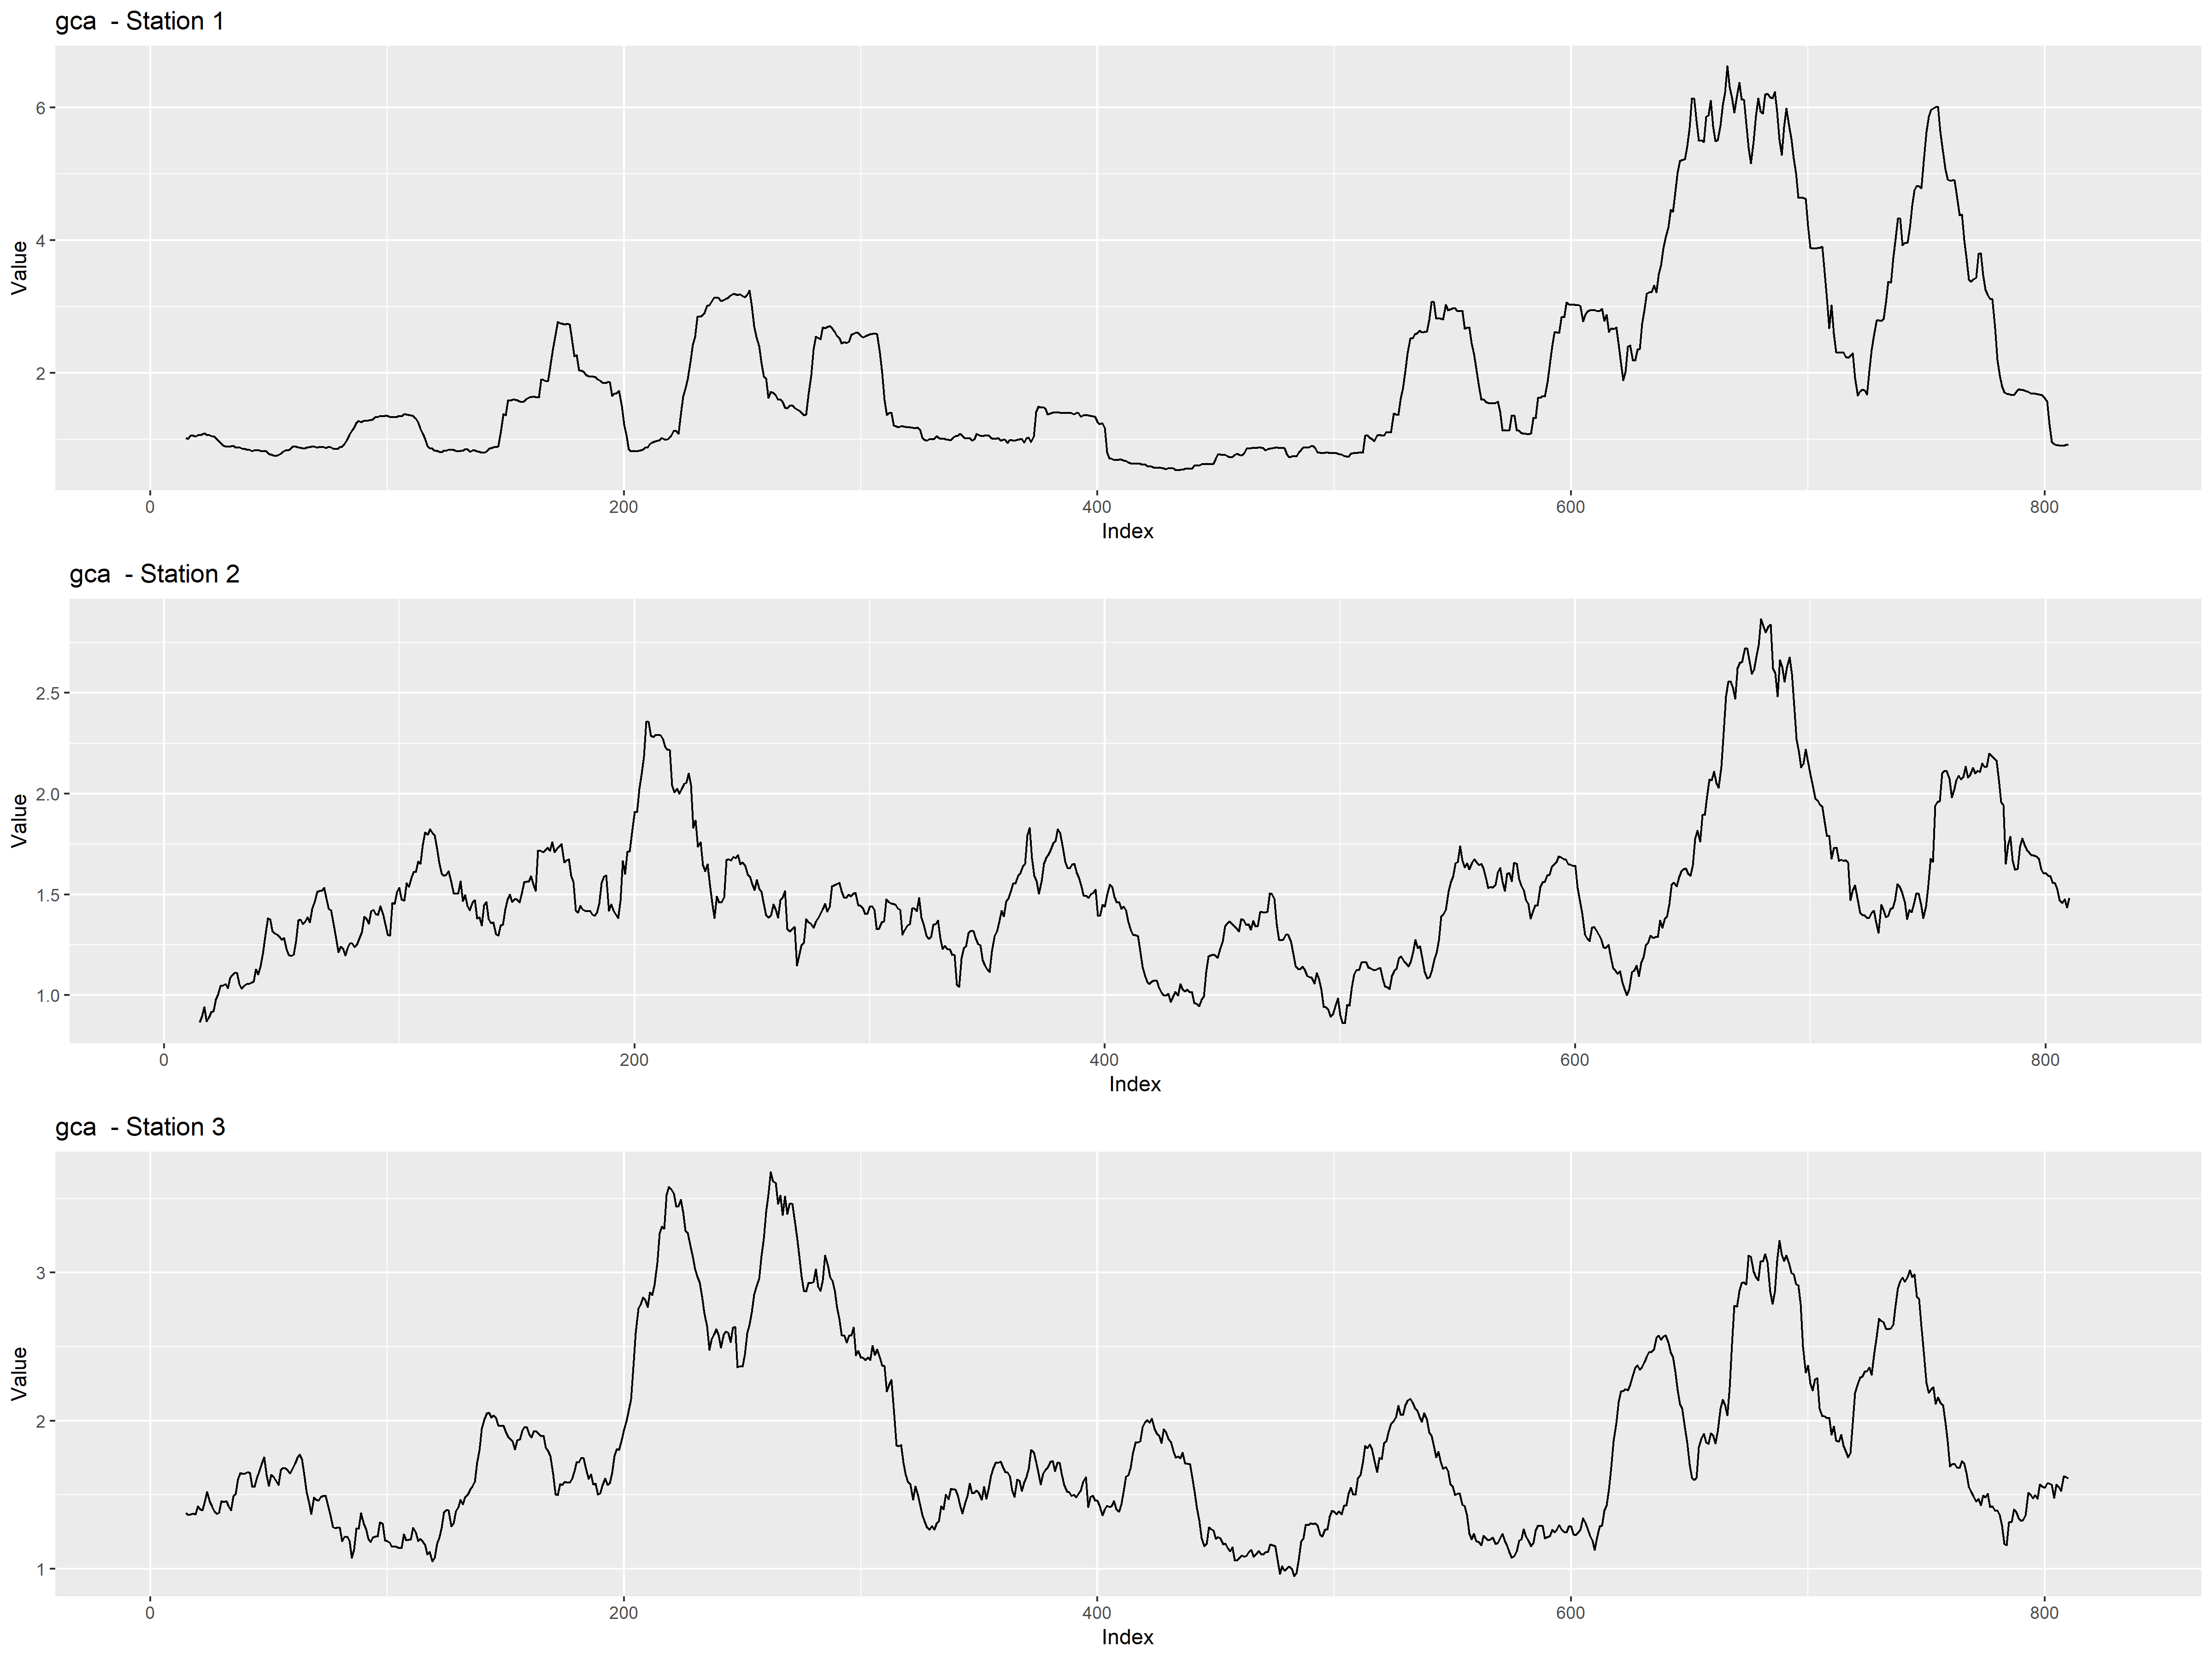 gca  - Station 1
Value
6
4
2
0 200 400 600 800
Index
gca  - Station 2
Value
2.5
2.0
1.5
1.0
0 200 400 600 800
Index
gca  - Station 3
Value
3
2
1
0 200 400 600 800
Index